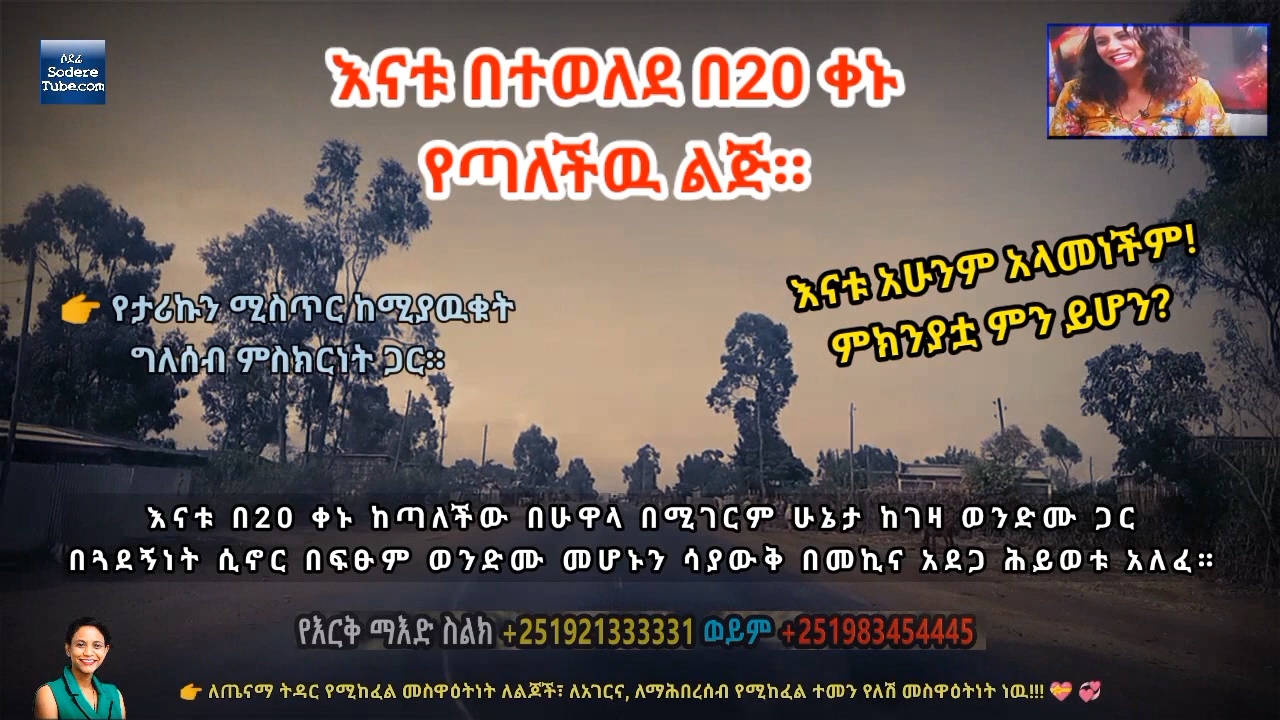 ሶደሬ
Sodere
Tube.com
እናቱ በተወለደ በ20 ቀኑ
የጣለችዉ ልጅ።
እናቱ አሁንም አላመነችም!
ምክንያቷ ምን ይሆን?
👉 የታሪኩን ሚስጥር ከሚያዉቁት
ግለሰብ ምስክርነት ጋር።
እናቱ በ20 ቀኑ ከጣለችው በሁዋላ በሚገርም ሁኔታ ከገዛ ወንድሙ ጋር
በጓደኝነት ሲኖር በፍፁም ወንድሙ መሆኑን ሳያውቅ በመኪና አደጋ ሕይወቱ አለፈ።
የእርቅ ማእድ ስልክ +251921333331 ወይም +251983454445
👉 ለጤናማ ትዳር የሚከፈል መስዋዕትነት ለልጆች፣ ለአገርና, ለማሕበረሰብ የሚከፈል ተመን የለሽ መስዋዕትነት ነዉ!!! 💝 💞